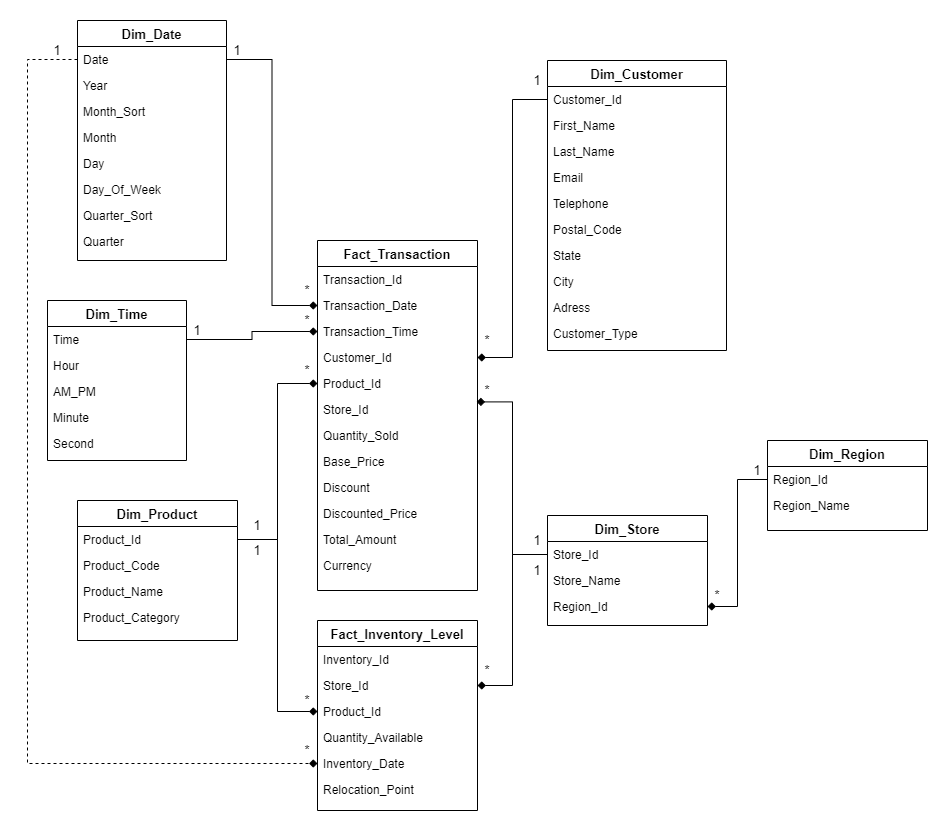 Dim_Date
1
1
Date
Year
Month_Sort
Month
Day
Day_Of_Week
Quarter_Sort
Quarter
Dim_Customer
1
Customer_Id
First_Name
Last_Name
Email
Telephone
Postal_Code
State
City
Adress
Customer_Type
Fact_Transaction
Transaction_Id
*
Transaction_Date
*
Transaction_Time
*
Customer_Id
*
Product_Id
*
Store_Id
Quantity_Sold
Base_Price
Discount
Discounted_Price
Total_Amount
Currency
Dim_Time
1
Time
Hour
AM_PM
Minute
Second
Dim_Region
1
Region_Id
Region_Name
Dim_Product
1
Product_Id
1
Product_Code
Product_Name
Product_Category
Dim_Store
1
Store_Id
1
Store_Name
Region_Id
*
Fact_Inventory_Level
Inventory_Id
*
Store_Id
*
Product_Id
Quantity_Available
*
Inventory_Date
Relocation_Point